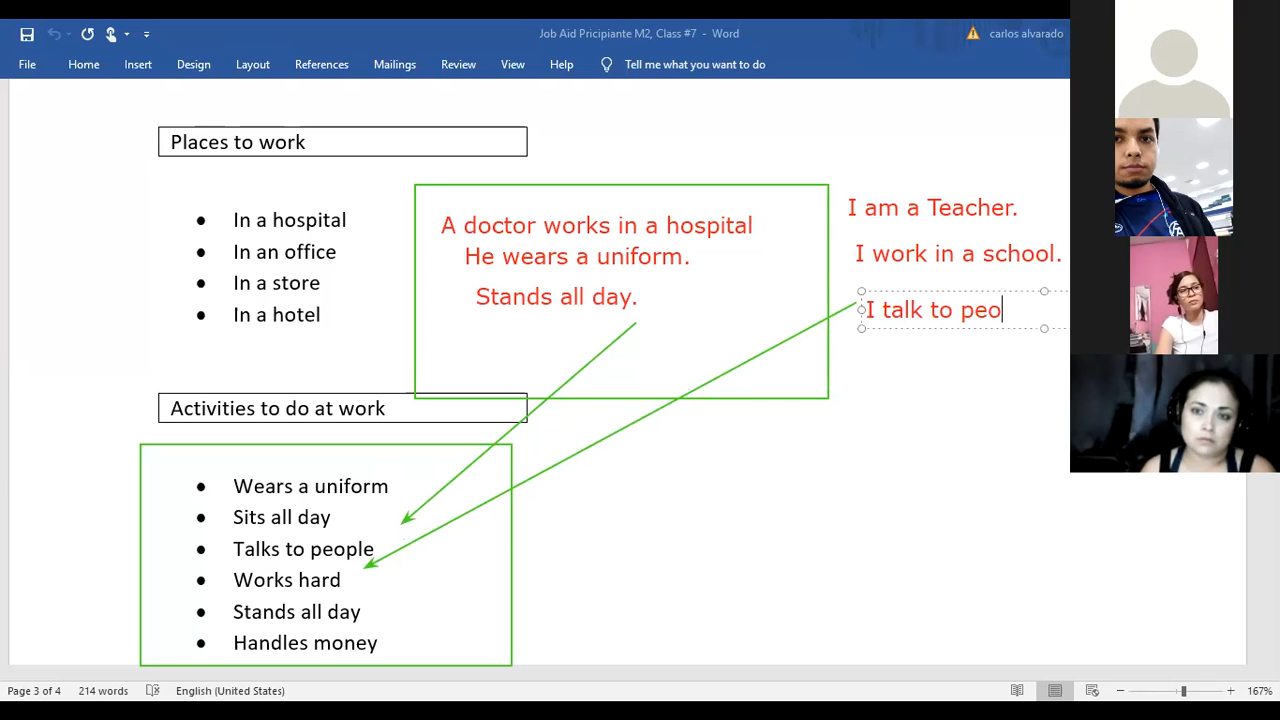 Job Aid Pricipiante M2, Class #7 - Word
carlos alvarado
File Home Insert Design Layout References Mailings Review View Help Tell me what you want to do
Places to work
In a hospital
In an office
In a store
In a hotel
A doctor works in a hospital
He wears a uniform.
Stands all day.
I am a Teacher.
I work in a school.
I talk to peo
Activities to do at work
Wears a uniform
Sits all day
Talks to people
Works hard
Stands all day
Handles money
Page 3 of 4 214 words English (United States) 167%